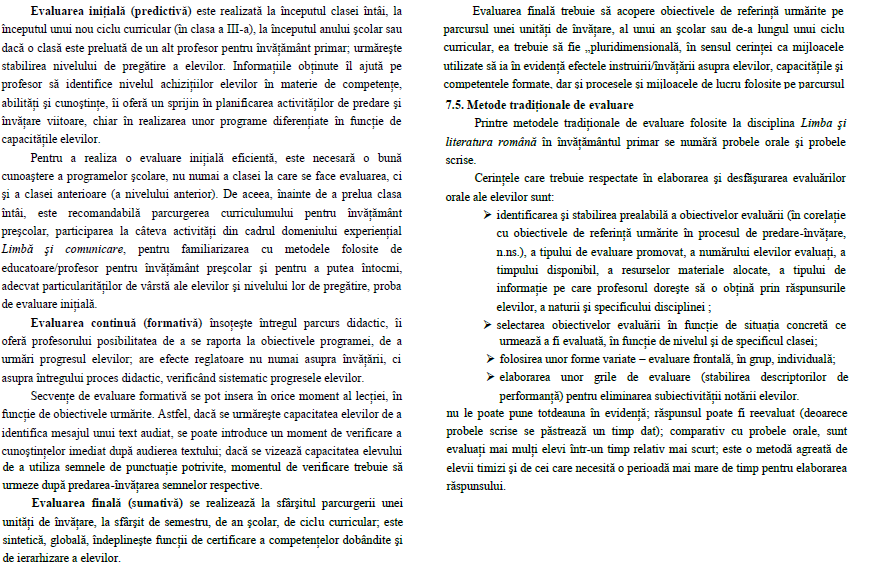 Evaluarea iniţială (predictivă) este realizată la începutul clasei întâi, la
începutul unui nou ciclu curricular (în clasa a III-a), la începutul anului şcolar sau
dacă o clasă este preluată de un alt profesor pentru învăţământ primar; urmăreşte
stabilirea nivelului de pregătire a elevilor. Informaţiile obţinute îl ajută pe
profesor să identifice nivelul achiziţiilor elevilor în materie de competenţe,
abilităţi şi cunoştinţe, îi oferă un sprijin în planificarea activităţilor de predare şi
învăţare viitoare, chiar în realizarea unor programe diferenţiate în funcţie de
capacităţile elevilor.
Pentru a realiza o evaluare iniţială eficientă, este necesară o bună
cunoaştere a programelor şcolare, nu numai a clasei la care se face evaluarea, ci
şi a clasei anterioare (a nivelului anterior). De aceea, înainte de a prelua clasa
întâi, este recomandabilă parcurgerea curriculumului pentru învăţământ
preşcolar, participarea la câteva activităţi din cadrul domeniului experienţial
Limbă şi comunicare, pentru familiarizarea cu metodele folosite de
educatoare/profesor pentru învăţământ preşcolar şi pentru a putea întocmi,
adecvat particularităţilor de vârstă ale elevilor şi nivelului lor de pregătire, proba
de evaluare iniţială.
Evaluarea continuă (formativă) însoţeşte întregul parcurs didactic, îi
oferă profesorului posibilitatea de a se raporta la obiectivele programei, de a
urmări progresul elevilor; are efecte reglatoare nu numai asupra învăţării, ci
asupra întregului proces didactic, verificând sistematic progresele elevilor.
Secvenţe de evaluare formativă se pot insera în orice moment al lecţiei, în
funcţie de obiectivele urmărite. Astfel, dacă se urmăreşte capacitatea elevilor de a
identifica mesajul unui text audiat, se poate introduce un moment de verificare a
cunoştinţelor imediat după audierea textului; dacă se vizează capacitatea elevului
de a utiliza semnele de punctuaţie potrivite, momentul de verificare trebuie să
urmeze după predarea-învăţarea semnelor respective.
Evaluarea finală (sumativă) se realizează la sfârşitul parcurgerii unei
unităţi de învăţare, la sfârşit de semestru, de an şcolar, de ciclu curricular; este
sintetică, globală, îndeplineşte funcţii de certificare a competenţelor dobândite şi
de ierarhizare a elevilor.
Evaluarea finală trebuie să acopere obiectivele de referinţă urmărite pe
parcursul unei unităţi de învăţare, al unui an şcolar sau de-a lungul unui ciclu
curricular, ea trebuie să fie „pluridimensională, în sensul cerinţei ca mijloacele
utilizate să ia în evidenţă efectele instruirii/învăţării asupra elevilor, capacităţile şi
competenţele formate, dar şi procesele şi mijloacele de lucru folosite pe parcursul
7.5. Metode tradiţionale de evaluare
Printre metodele tradiţionale de evaluare folosite la disciplina Limba şi
literatura română în învăţământul primar se numără probele orale şi probele
scrise.
Cerinţele care trebuie respectate în elaborarea şi desfăşurarea evaluărilor
orale ale elevilor sunt:
➢ identificarea şi stabilirea prealabilă a obiectivelor evaluării (în corelaţie
cu obiectivele de referinţă urmărite în procesul de predare-învăţare,
n.ns.), a tipului de evaluare promovat, a numărului elevilor evaluaţi, a
timpului disponibil, a resurselor materiale alocate, a tipului de
informaţie pe care profesorul doreşte să o obţină prin răspunsurile
elevilor, a naturii şi specificului disciplinei ;
➢ selectarea obiectivelor evaluării în funcţie de situaţia concretă ce
urmează a fi evaluată, în funcţie de nivelul şi de specificul clasei;
➢ folosirea unor forme variate – evaluare frontală, în grup, individuală;
➢ elaborarea unor grile de evaluare (stabilirea descriptorilor de
performanţă) pentru eliminarea subiectivităţii notării elevilor.
nu le poate pune totdeauna în evidenţă; răspunsul poate fi reevaluat (deoarece
probele scrise se păstrează un timp dat); comparativ cu probele orale, sunt
evaluaţi mai mulţi elevi într-un timp relativ mai scurt; este o metodă agreată de
elevii timizi şi de cei care necesită o perioadă mai mare de timp pentru elaborarea
răspunsului.